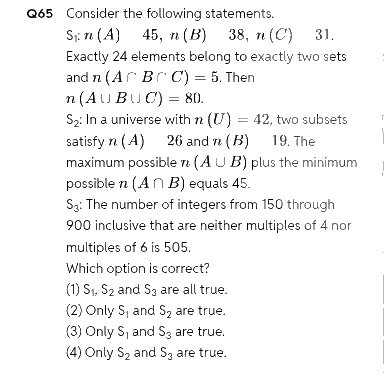 Q65 Consider the following statements.
S₁: n (A) 45, n (B) 38, n (C) 31.
Exactly 24 elements belong to exactly two sets
and n (A ∩ B ∩ C) = 5. Then
n (A ∪ B ∪ C) = 80.
S₂: In a universe with n (U) = 42, two subsets
satisfy n (A) 26 and n (B) 19. The
maximum possible n (A ∪ B) plus the minimum
possible n (A ∩ B) equals 45.
S₃: The number of integers from 150 through
900 inclusive that are neither multiples of 4 nor
multiples of 6 is 505.
Which option is correct?
(1) S₁, S₂ and S₃ are all true.
(2) Only S₁ and S₂ are true.
(3) Only S₁ and S₃ are true.
(4) Only S₂ and S₃ are true.